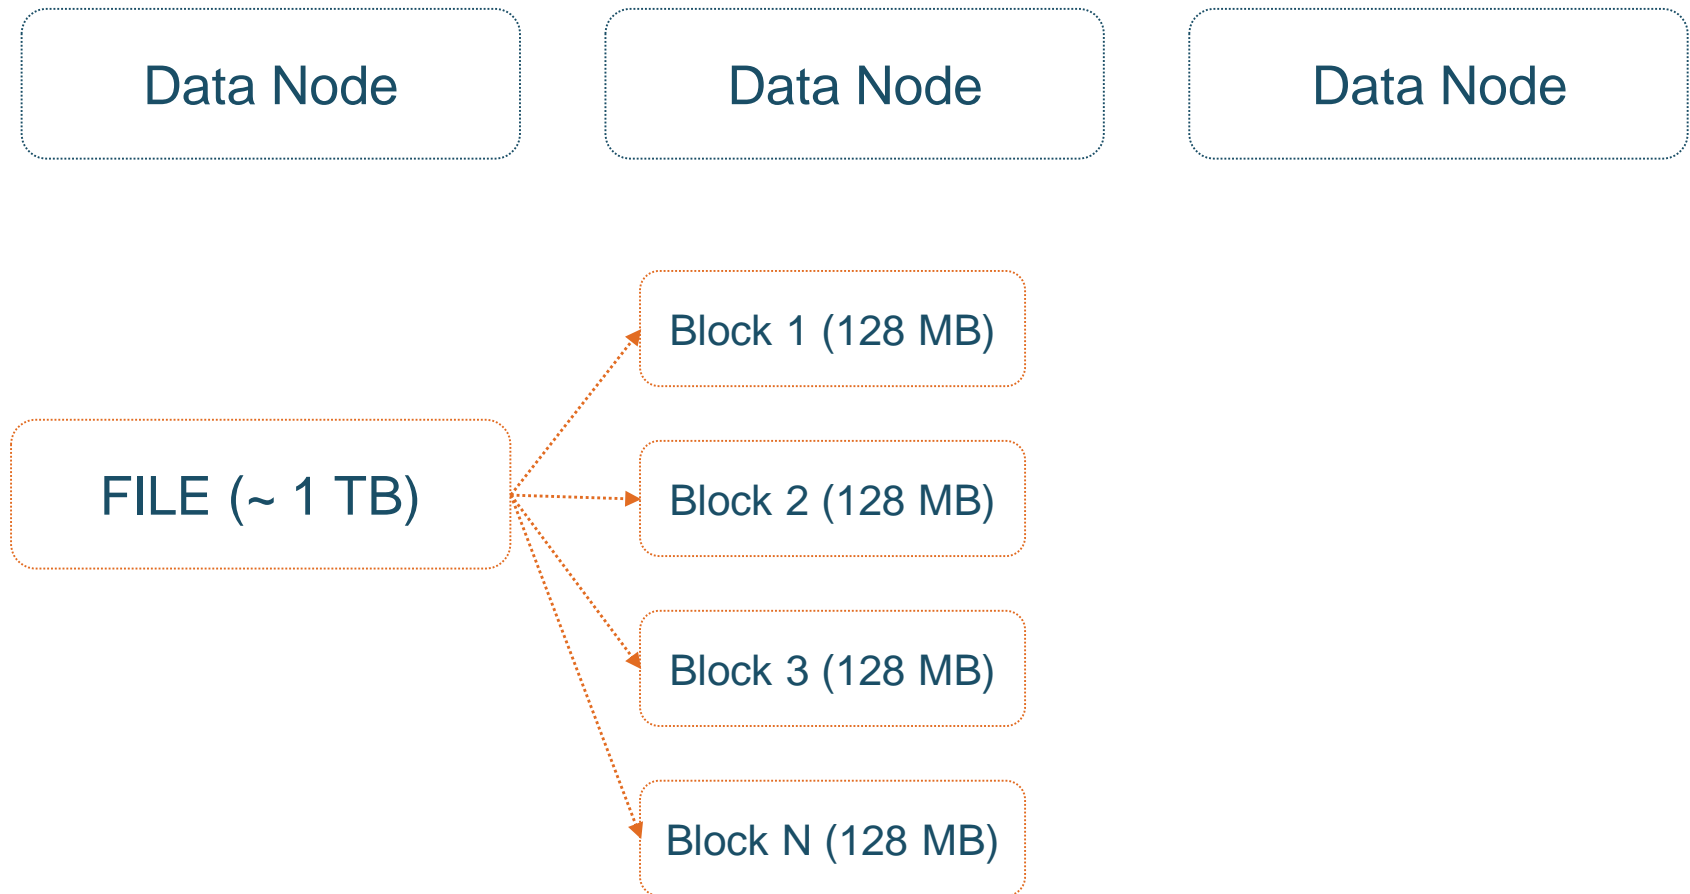 Data Node
Data Node
Data Node
Block 1 (128 MB)
FILE (~ 1 TB)
Block 2 (128 MB)
Block 3 (128 MB)
Block N (128 MB)